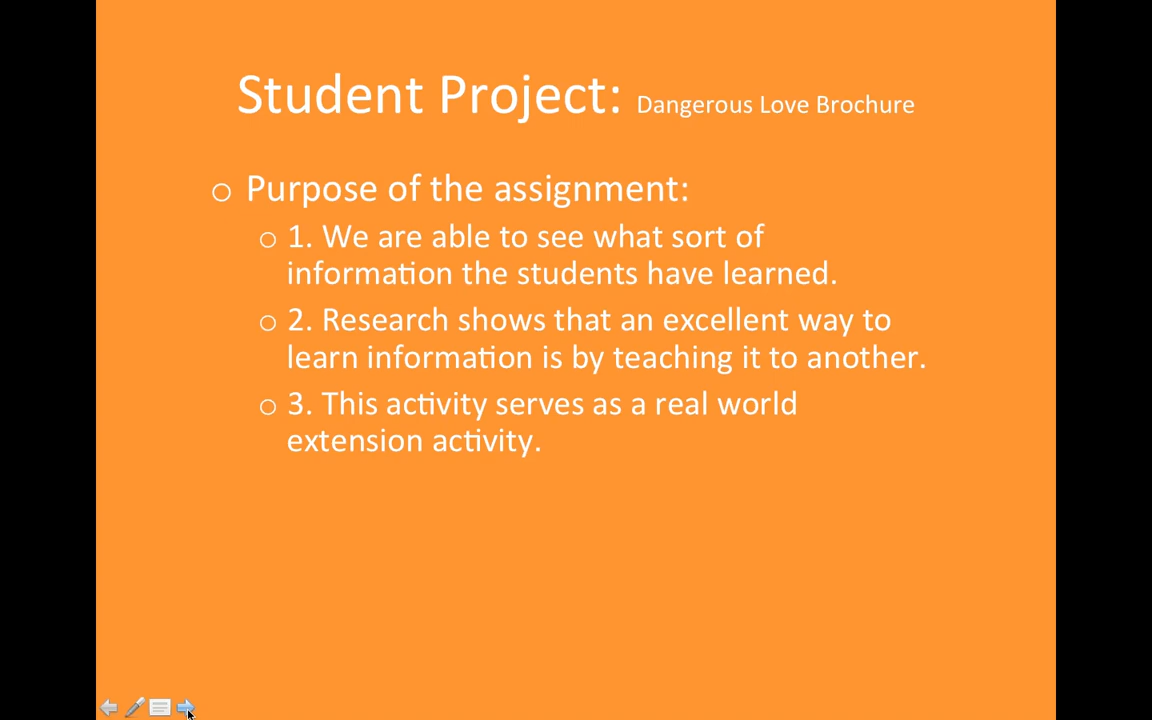 Student Project: Dangerous Love Brochure
Purpose of the assignment:
1. We are able to see what sort of
information the students have learned.
2. Research shows that an excellent way to
learn information is by teaching it to another.
3. This activity serves as a real world
extension activity.